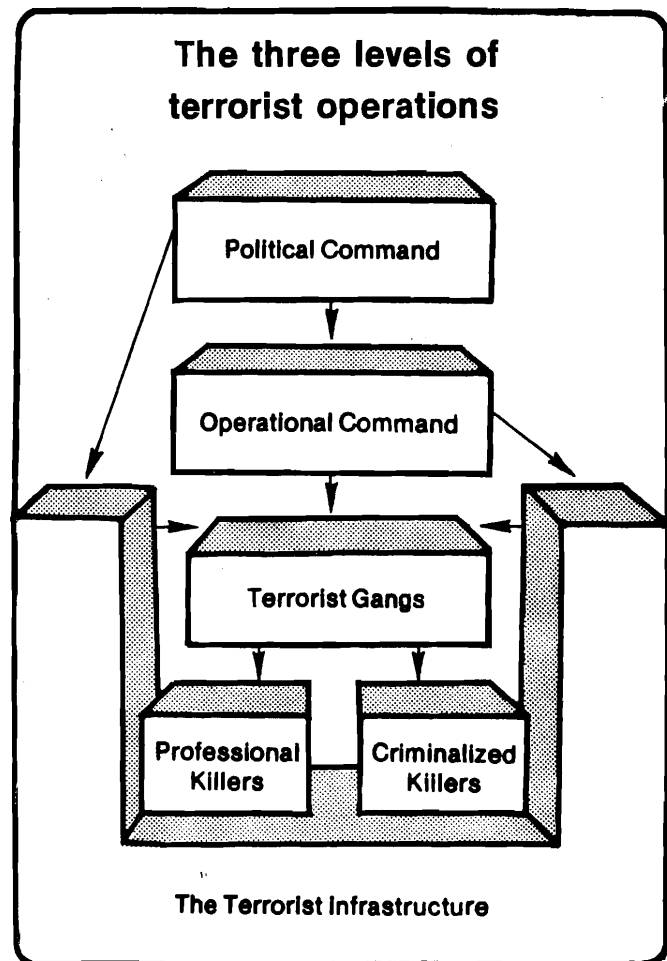 The three levels of
terrorist operations
Political Command
Operational Command
Terrorist Gangs
Professional
Killers
Criminalized
Killers
The Terrorist infrastructure